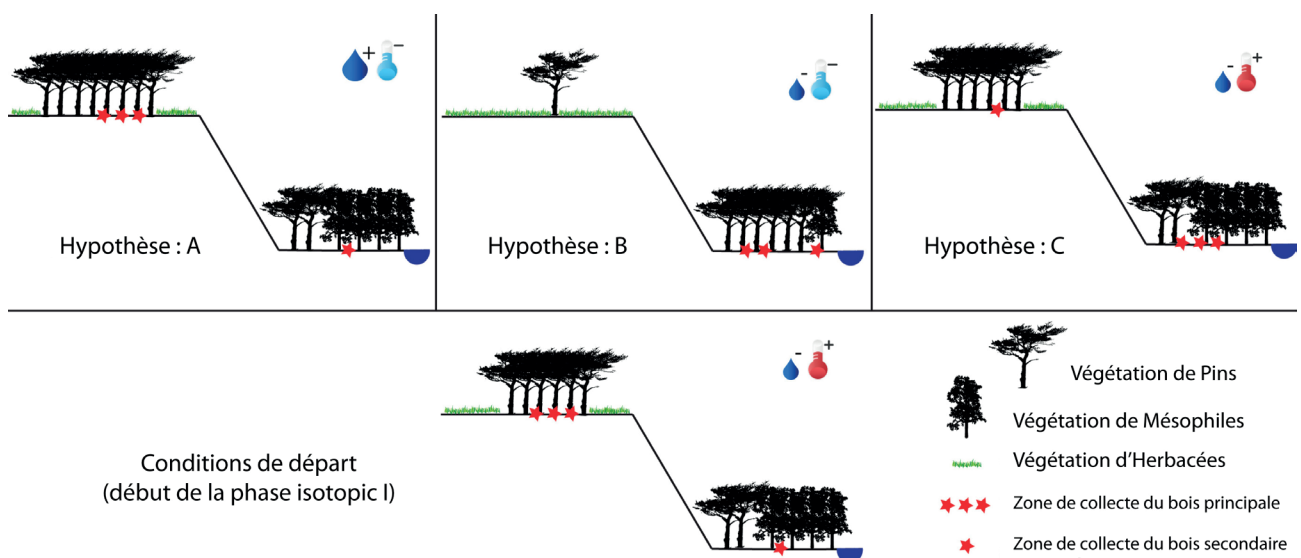 Hypothèse : A
Hypothèse : B
Hypothèse : C
+
−
-
−
-
+
Conditions de départ
(début de la phase isotopic I)
-
+
Végétation de Pins
Végétation de Mésophiles
Végétation d'Herbacées
Zone de collecte du bois principale
Zone de collecte du bois secondaire